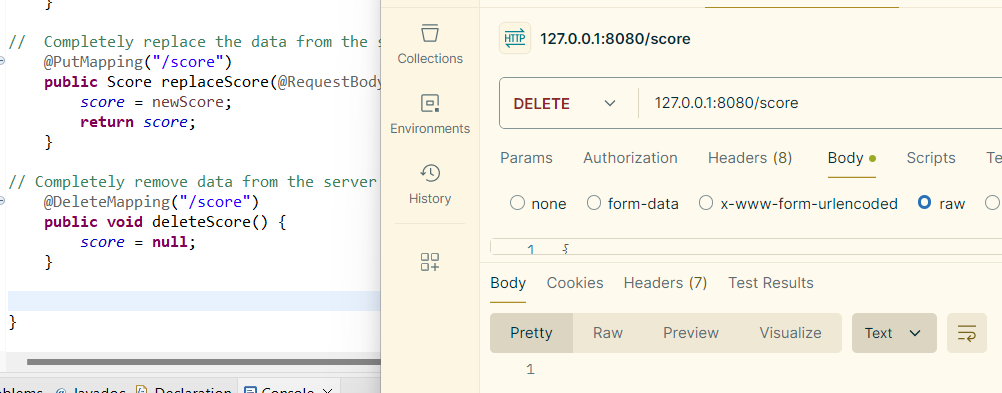 }
//  Completely replace the data from the s
@PutMapping("/score")
public Score replaceScore(@RequestBody
score = newScore;
return score;
}
// Completely remove data from the server
@DeleteMapping("/score")
public void deleteScore() {
score = null;
}
}
Javadoc
Declaration
Console
Collections
Environments
History
HTTP 127.0.0.1:8080/score
DELETE 127.0.0.1:8080/score
Params Authorization Headers (8) Body Scripts Te
none form-data x-www-form-urlencoded raw
1 {
Body Cookies Headers (7) Test Results
Pretty Raw Preview Visualize Text
1